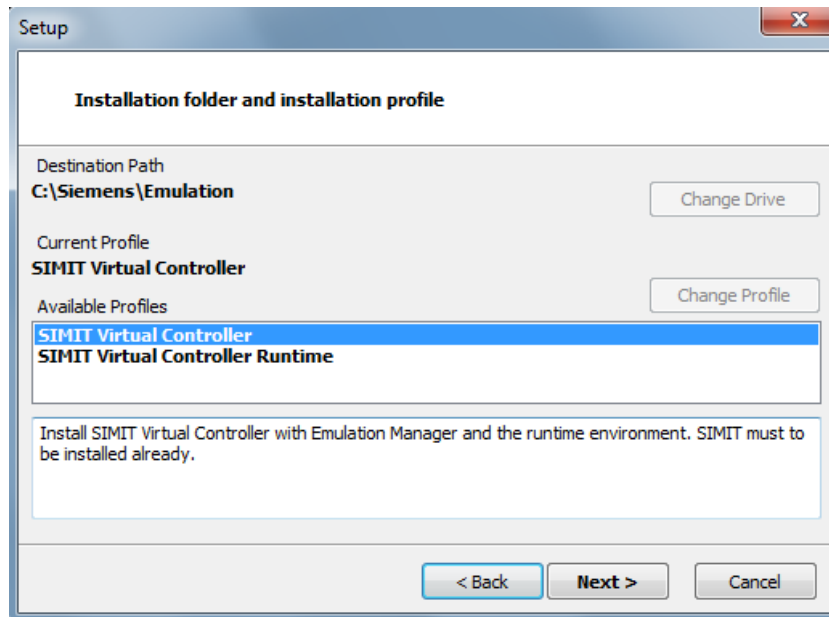 Setup
Installation folder and installation profile
Destination Path
C:\Siemens\Emulation
Change Drive
Current Profile
SIMIT Virtual Controller
Change Profile
Available Profiles
SIMIT Virtual Controller
SIMIT Virtual Controller Runtime
Install SIMIT Virtual Controller with Emulation Manager and the runtime environment. SIMIT must to
be installed already.
< Back
Next >
Cancel